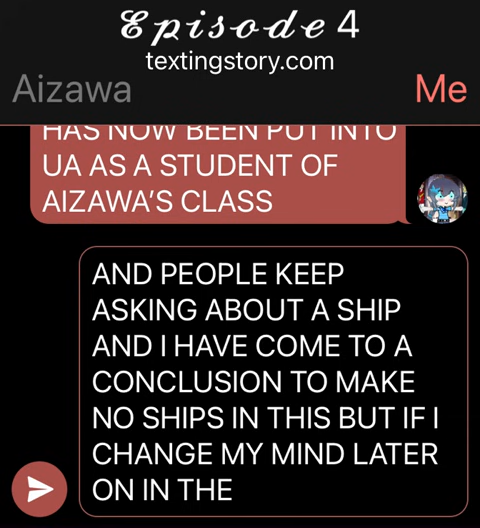 Episode 4
textingstory.com
Aizawa Me
HAS NOW BEEN PUT INTO
UA AS A STUDENT OF
AIZAWA'S CLASS
AND PEOPLE KEEP
ASKING ABOUT A SHIP
AND I HAVE COME TO A
CONCLUSION TO MAKE
NO SHIPS IN THIS BUT IF I
CHANGE MY MIND LATER
ON IN THE